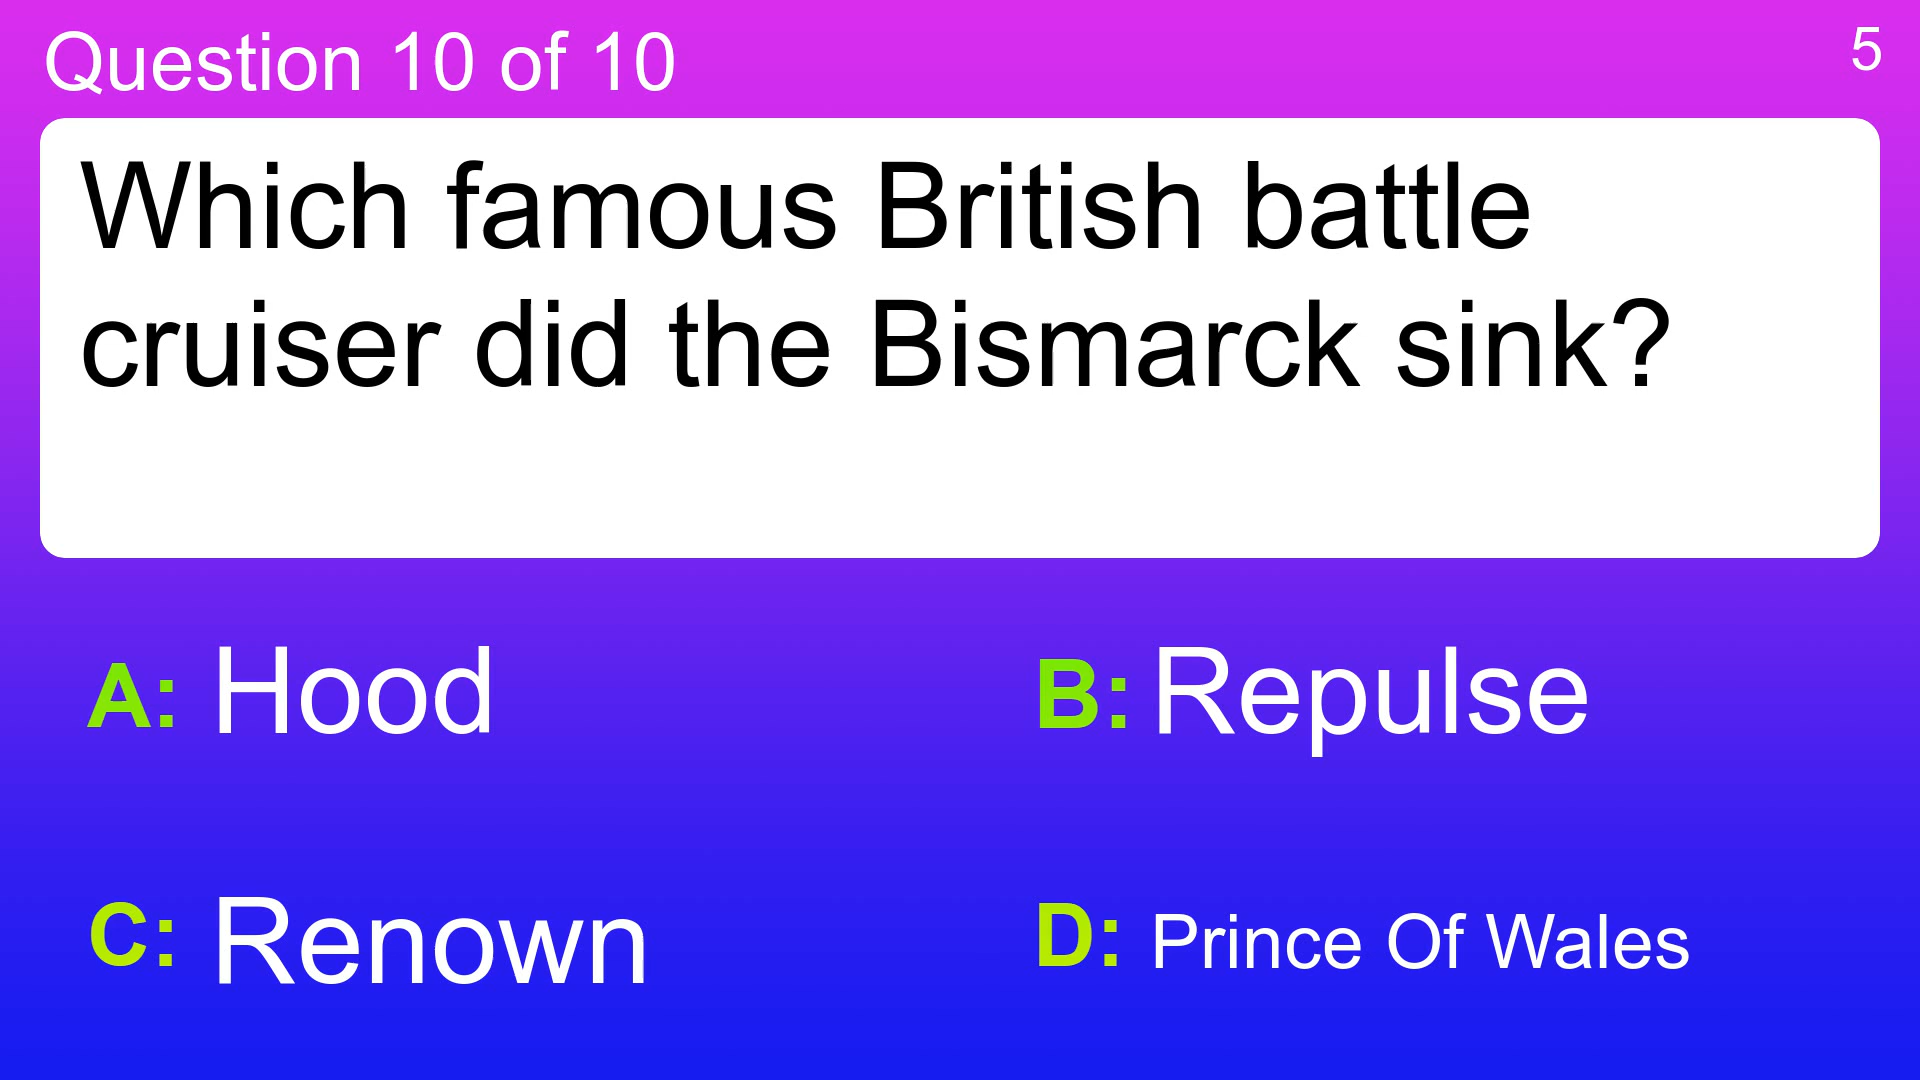 Question 10 of 10
5
Which famous British battle
cruiser did the Bismarck sink?
A: Hood
B: Repulse
C: Renown
D: Prince Of Wales